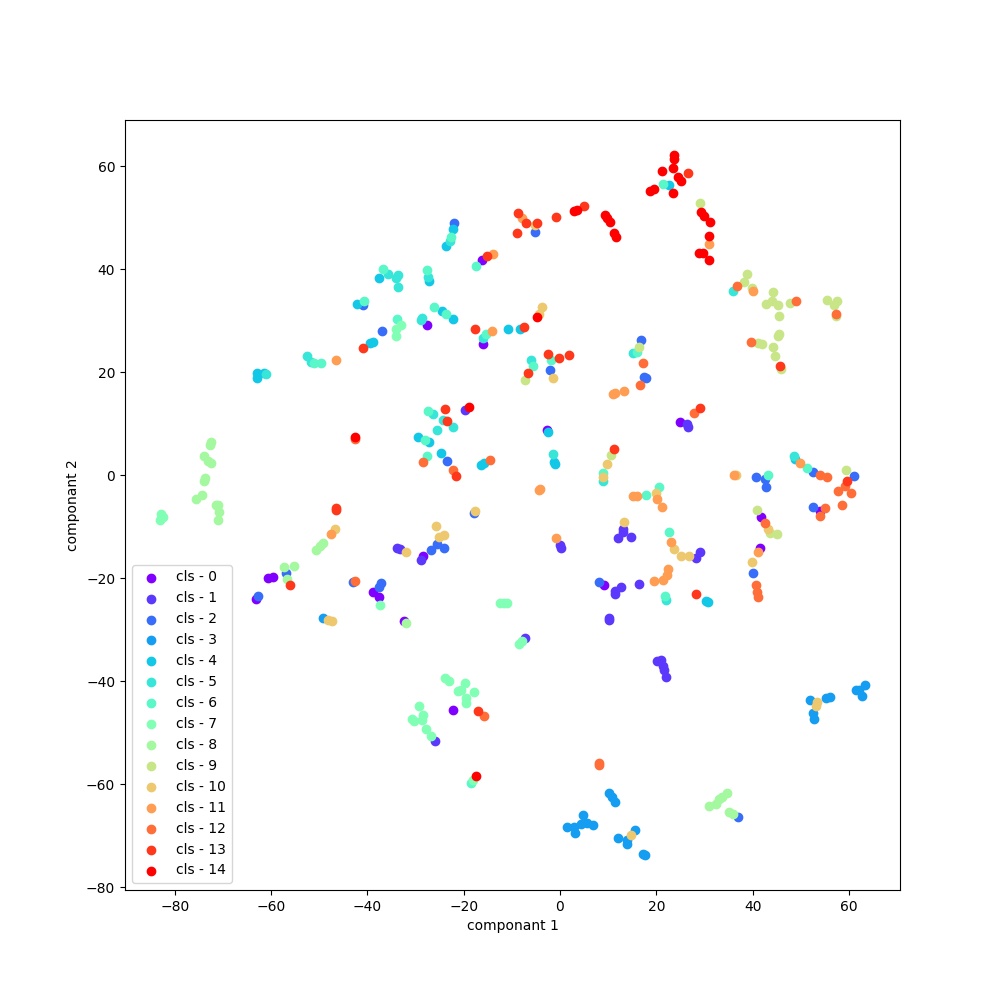 60
40
20
0
−20
−40
−60
−80
componant 2
cls - 0
cls - 1
cls - 2
cls - 3
cls - 4
cls - 5
cls - 6
cls - 7
cls - 8
cls - 9
cls - 10
cls - 11
cls - 12
cls - 13
cls - 14
−80 −60 −40 −20 0 20 40 60
componant 1